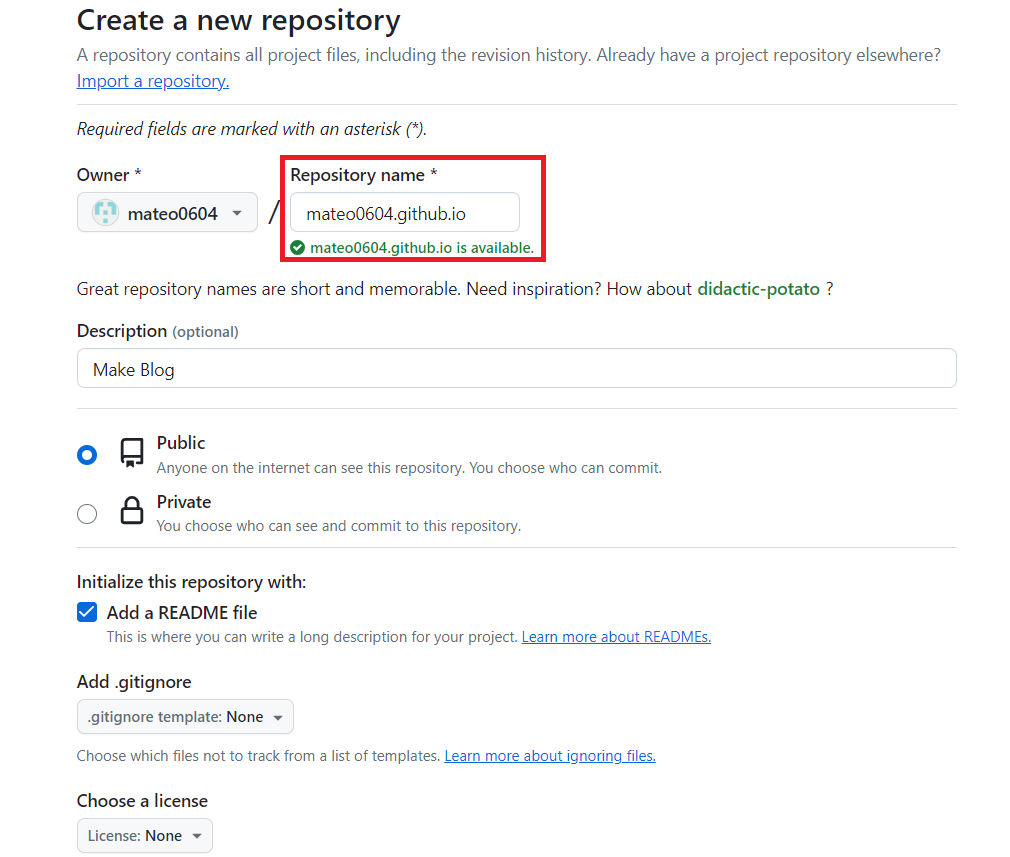 Create a new repository
A repository contains all project files, including the revision history. Already have a project repository elsewhere?
Import a repository.
Required fields are marked with an asterisk (*).
Owner *
Repository name *
mateo0604
/
mateo0604.github.io
mateo0604.github.io is available.
Great repository names are short and memorable. Need inspiration? How about didactic-potato ?
Description (optional)
Make Blog
Public
Anyone on the internet can see this repository. You choose who can commit.
Private
You choose who can see and commit to this repository.
Initialize this repository with:
Add a README file
This is where you can write a long description for your project. Learn more about READMEs.
Add .gitignore
.gitignore template: None
Choose which files not to track from a list of templates. Learn more about ignoring files.
Choose a license
License: None